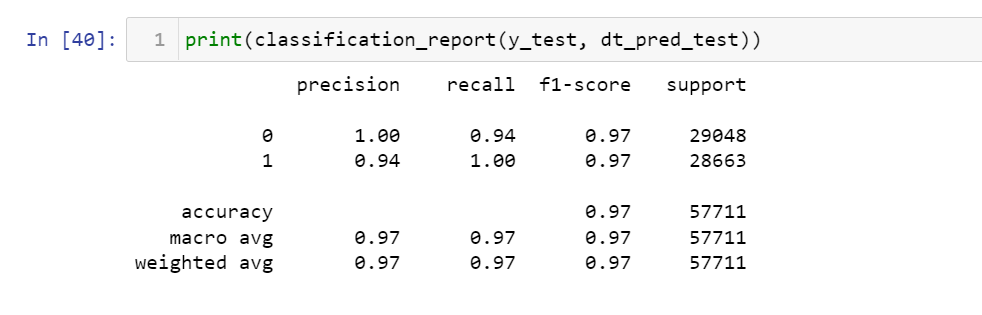 In [40]: 1 print(classification_report(y_test, dt_pred_test))
precision recall f1-score support
0 1.00 0.94 0.97 29048
1 0.94 1.00 0.97 28663
accuracy 0.97 57711
macro avg 0.97 0.97 0.97 57711
weighted avg 0.97 0.97 0.97 57711